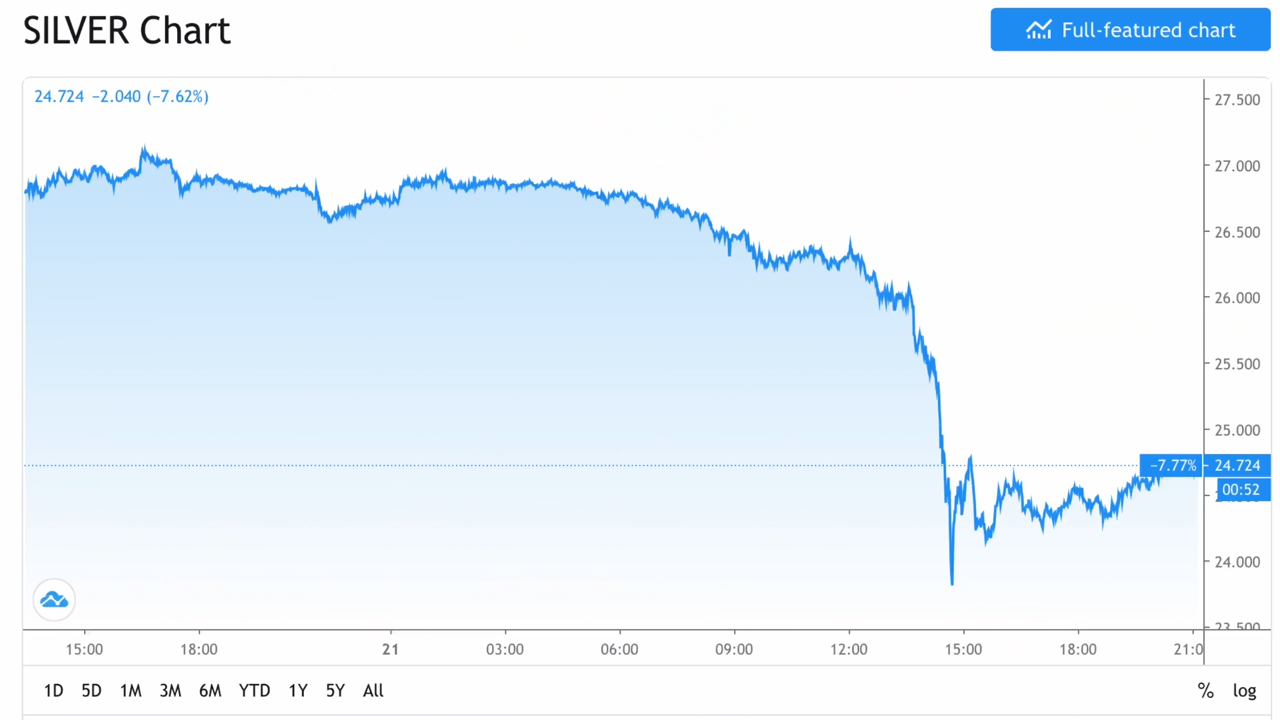 SILVER Chart
Full-featured chart
24.724 −2.040 (−7.62%)
27.500
27.000
26.500
26.000
25.500
25.000
−7.77% 24.724
00:52
24.000
23.500
15:00 18:00 21 03:00 06:00 09:00 12:00 15:00 18:00 21:0
1D 5D 1M 3M 6M YTD 1Y 5Y All % log